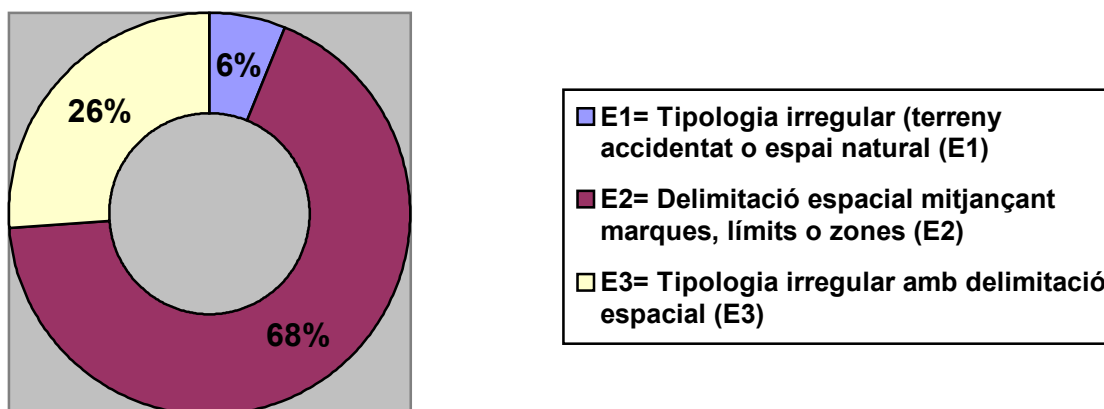 6%
26%
68%
E1= Tipologia irregular (terreny
accidentat o espai natural (E1)
E2= Delimitació espacial mitjançant
marques, límits o zones (E2)
E3= Tipologia irregular amb delimitació
espacial (E3)